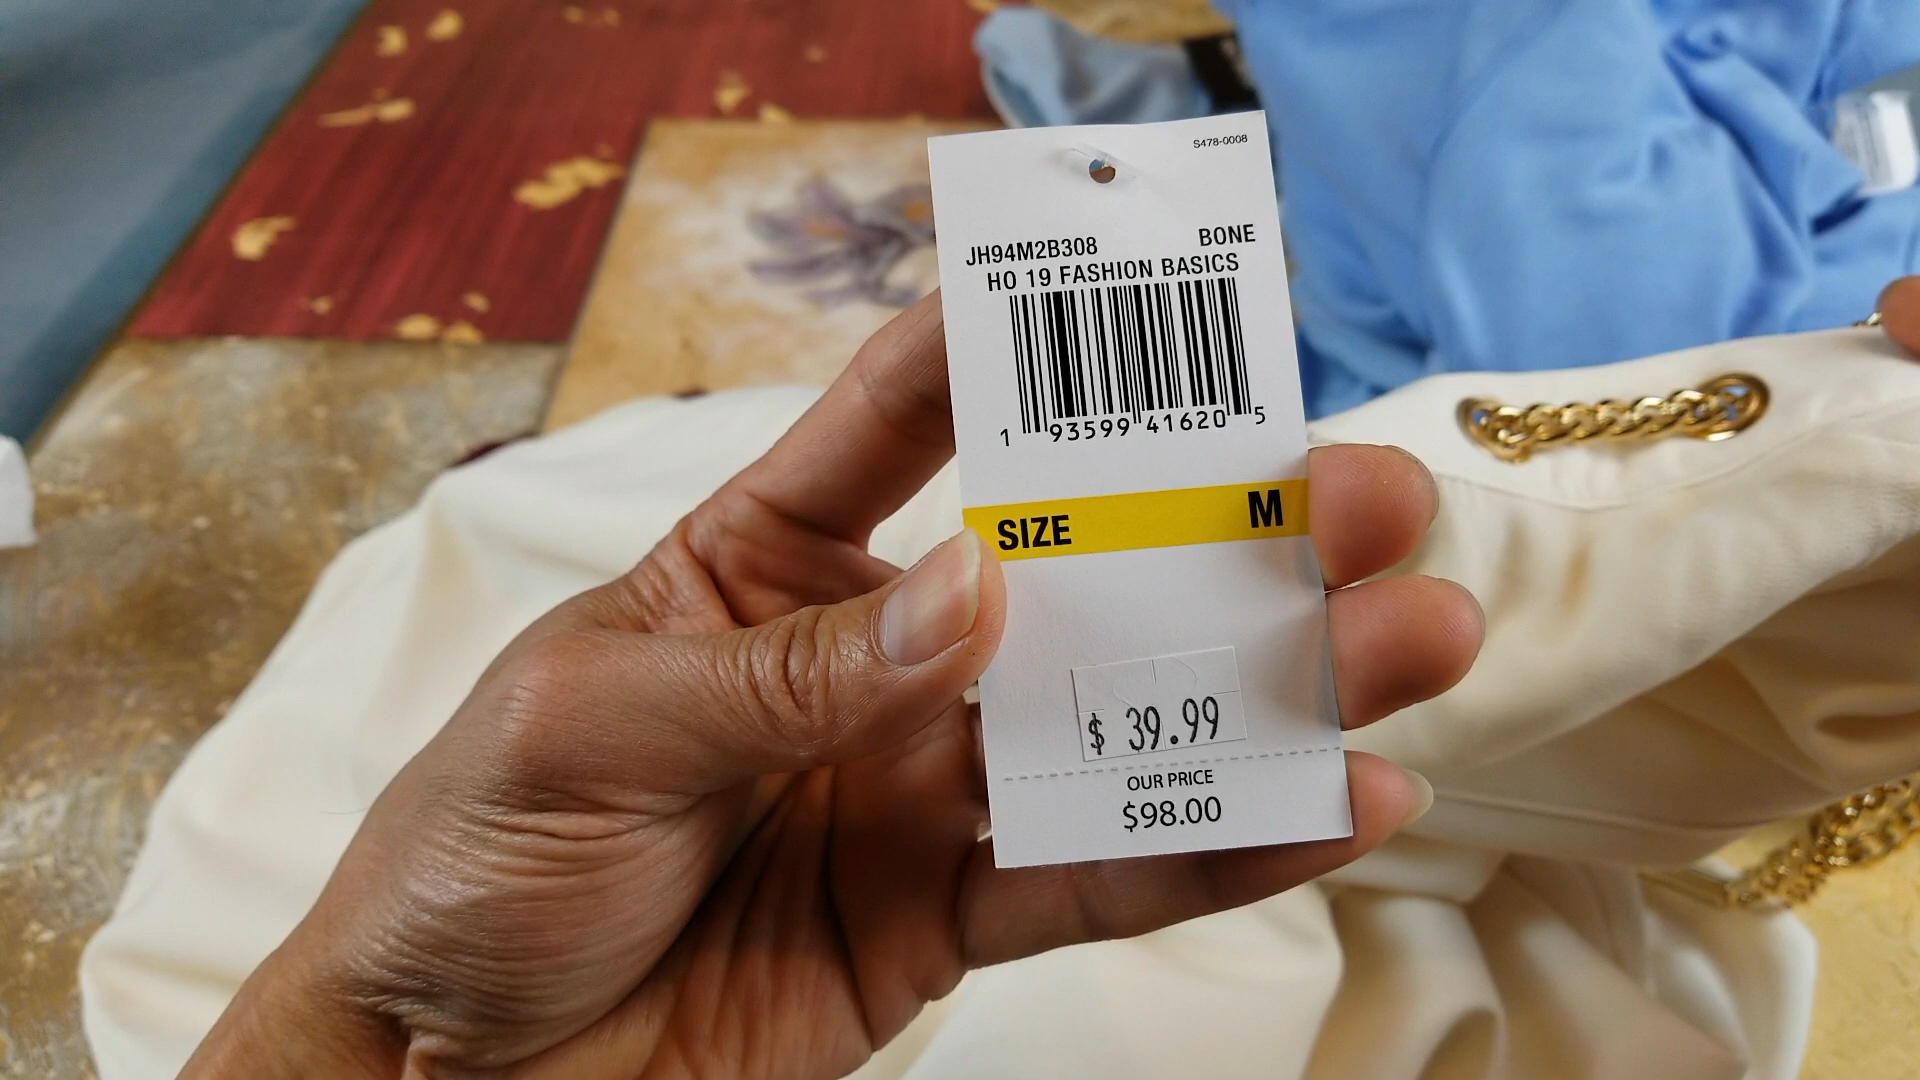 S478-0008
JH94M2B308 BONE
HO 19 FASHION BASICS
1 93599 41620 5
SIZE M
$ 39.99
OUR PRICE
$98.00